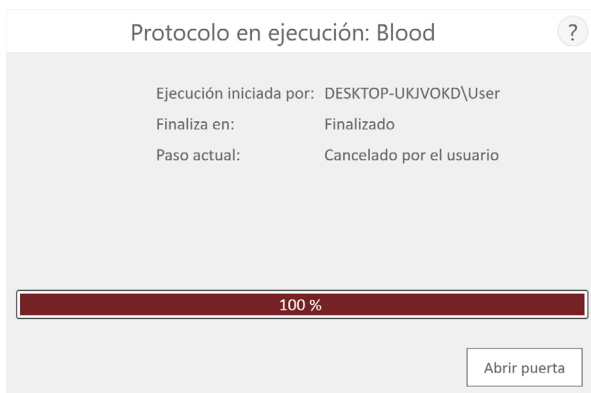 Protocolo en ejecución: Blood
?
Ejecución iniciada por: DESKTOP-UKJVOKD\User
Finaliza en: Finalizado
Paso actual: Cancelado por el usuario
100 %
Abrir puerta